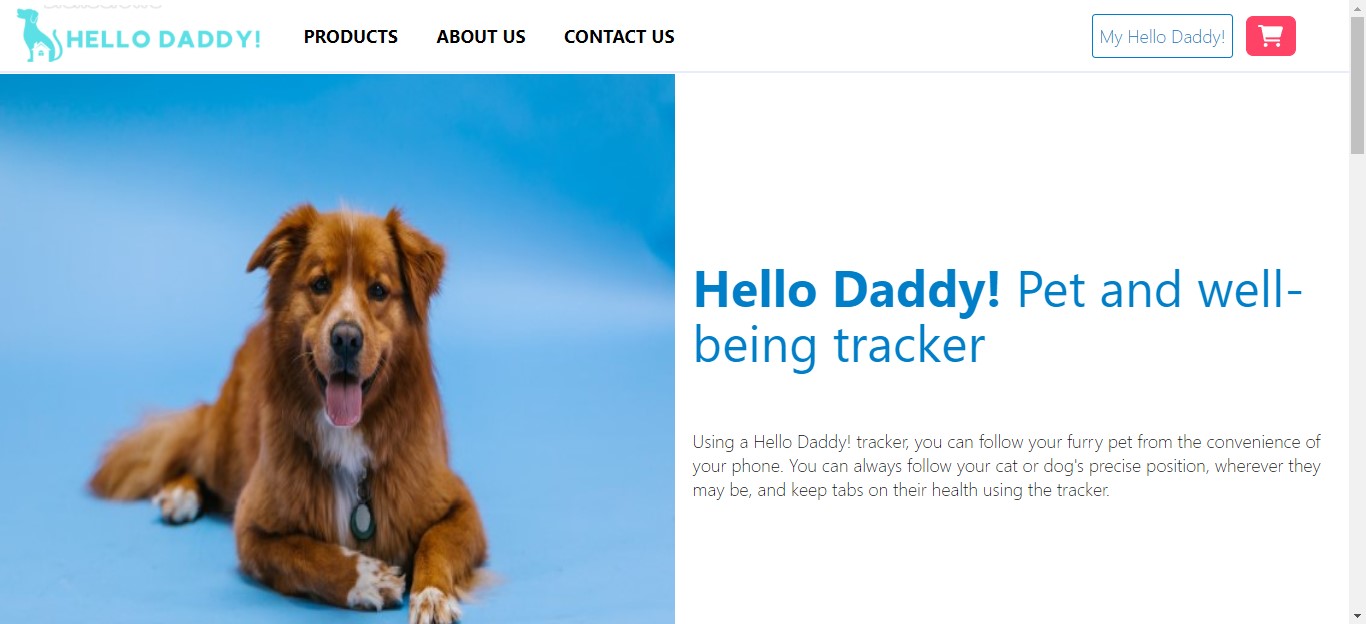 HELLO DADDY!
PRODUCTS
ABOUT US
CONTACT US
My Hello Daddy!
Hello Daddy! Pet and well-
being tracker
Using a Hello Daddy! tracker, you can follow your furry pet from the convenience of
your phone. You can always follow your cat or dog's precise position, wherever they
may be, and keep tabs on their health using the tracker.